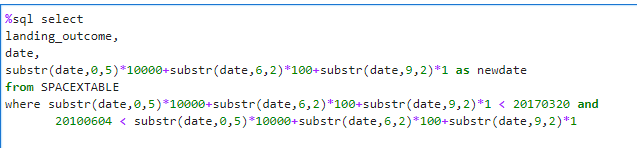 %sql select
landing_outcome,
date,
substr(date,0,5)*10000+substr(date,6,2)*100+substr(date,9,2)*1 as newdate
from SPACEXTABLE
where substr(date,0,5)*10000+substr(date,6,2)*100+substr(date,9,2)*1 < 20170320 and
20100604 < substr(date,0,5)*10000+substr(date,6,2)*100+substr(date,9,2)*1